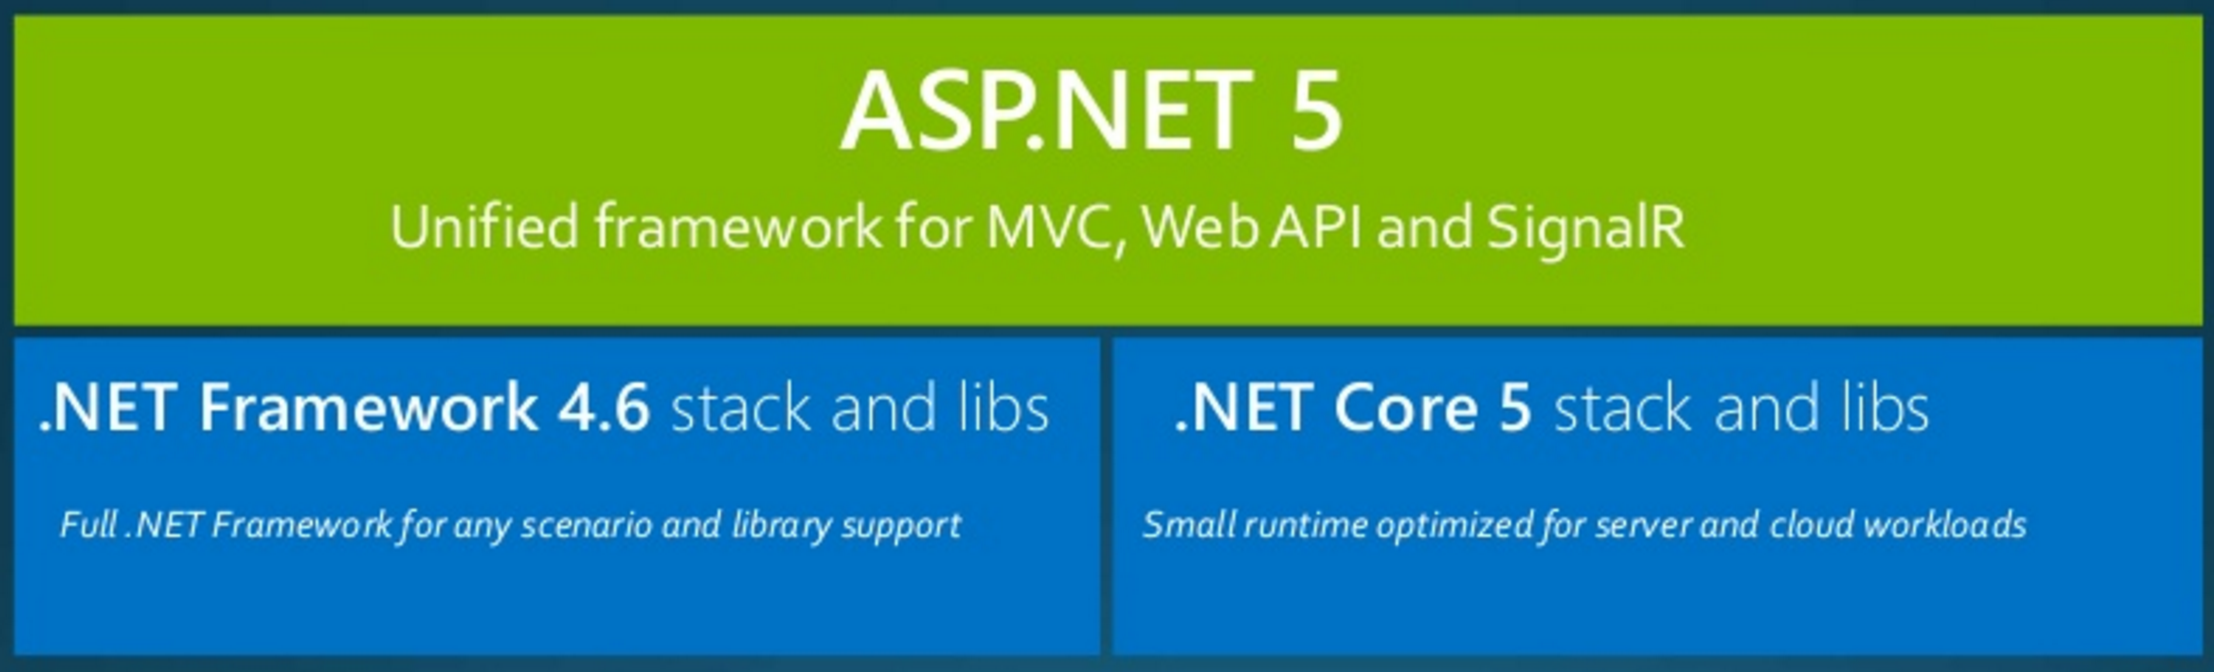 ASP.NET 5
Unified framework for MVC, Web API and SignalR
.NET Framework 4.6 stack and libs
Full .NET Framework for any scenario and library support
.NET Core 5 stack and libs
Small runtime optimized for server and cloud workloads